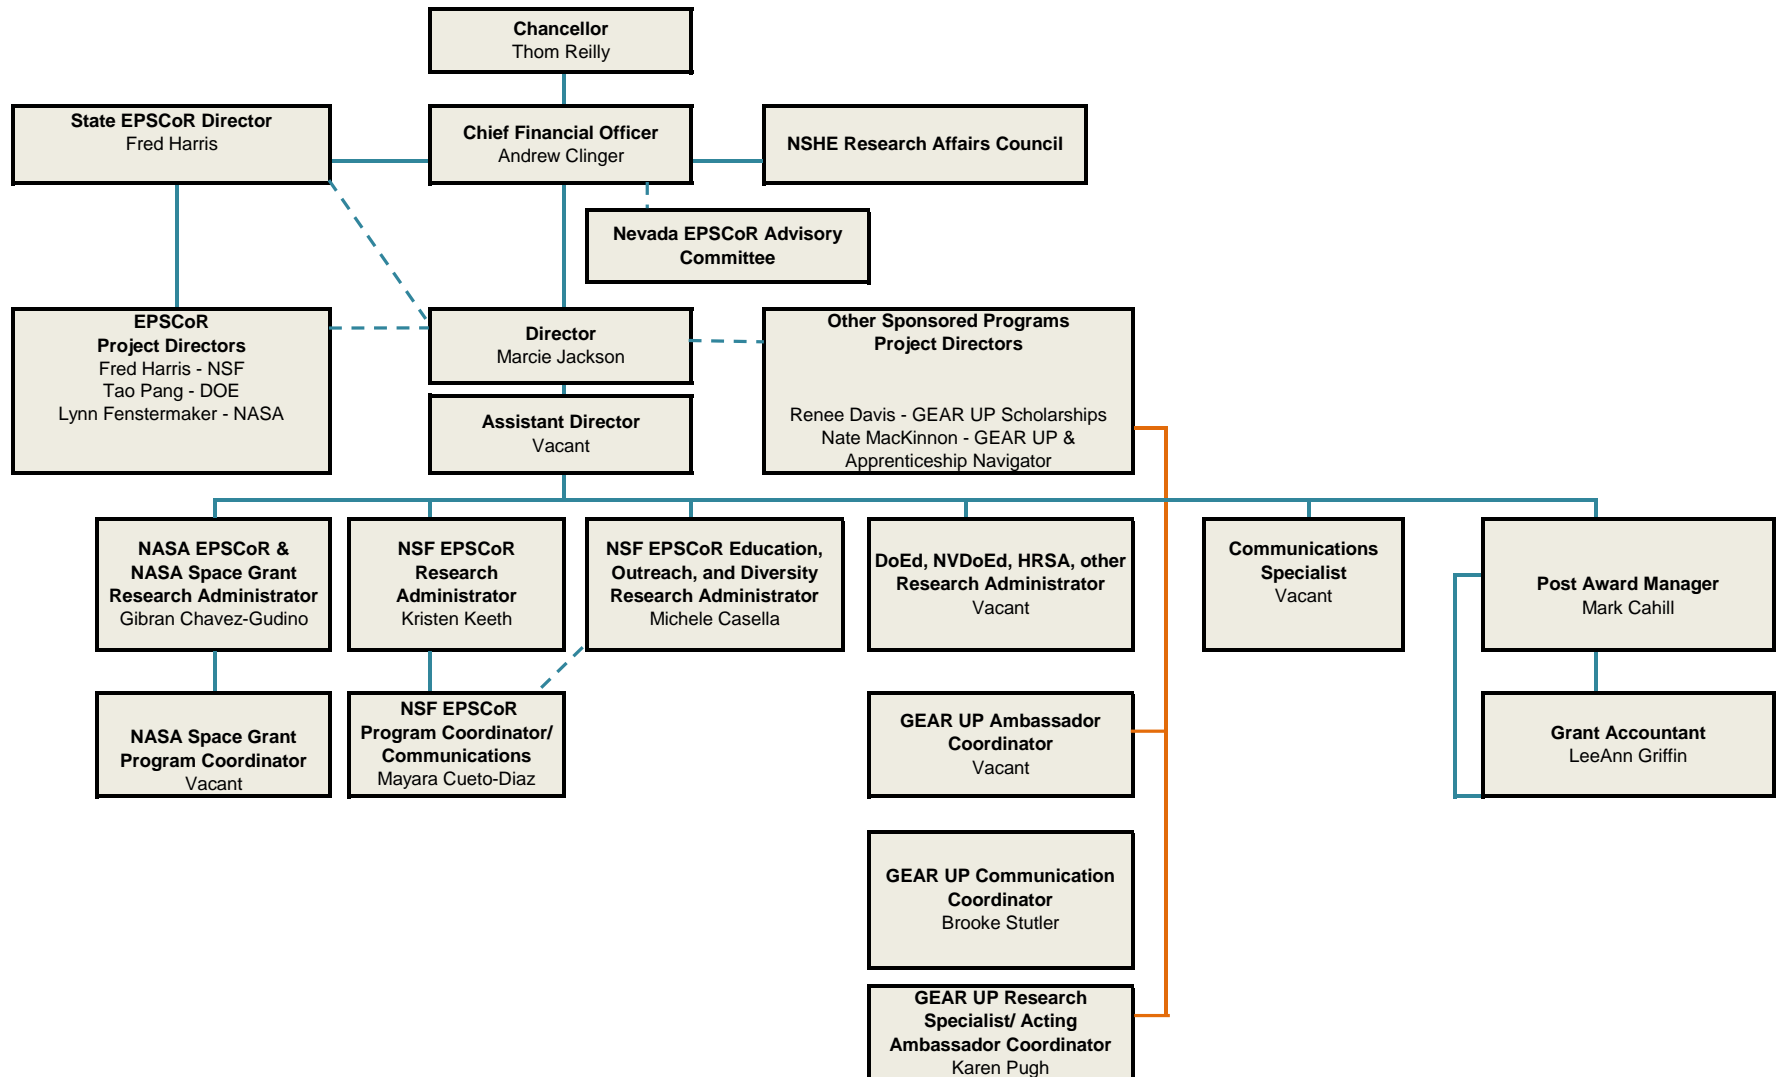 Chancellor
Thom Reilly
State EPSCoR Director
Fred Harris
Chief Financial Officer
Andrew Clinger
NSHE Research Affairs Council
Nevada EPSCoR Advisory
Committee
EPSCoR
Project Directors
Fred Harris - NSF
Tao Pang - DOE
Lynn Fenstermaker - NASA
Director
Marcie Jackson
Other Sponsored Programs
Project Directors
Renee Davis - GEAR UP Scholarships
Nate MacKinnon - GEAR UP &
Apprenticeship Navigator
Assistant Director
Vacant
NASA EPSCoR &
NASA Space Grant
Research Administrator
Gibran Chavez-Gudino
NSF EPSCoR
Research
Administrator
Kristen Keeth
NSF EPSCoR Education,
Outreach, and Diversity
Research Administrator
Michele Casella
DoEd, NVDoEd, HRSA, other
Research Administrator
Vacant
Communications
Specialist
Vacant
Post Award Manager
Mark Cahill
NASA Space Grant
Program Coordinator
Vacant
NSF EPSCoR
Program Coordinator/
Communications
Mayara Cueto-Diaz
GEAR UP Ambassador
Coordinator
Vacant
Grant Accountant
LeeAnn Griffin
GEAR UP Communication
Coordinator
Brooke Stutler
GEAR UP Research
Specialist/ Acting
Ambassador Coordinator
Karen Pugh